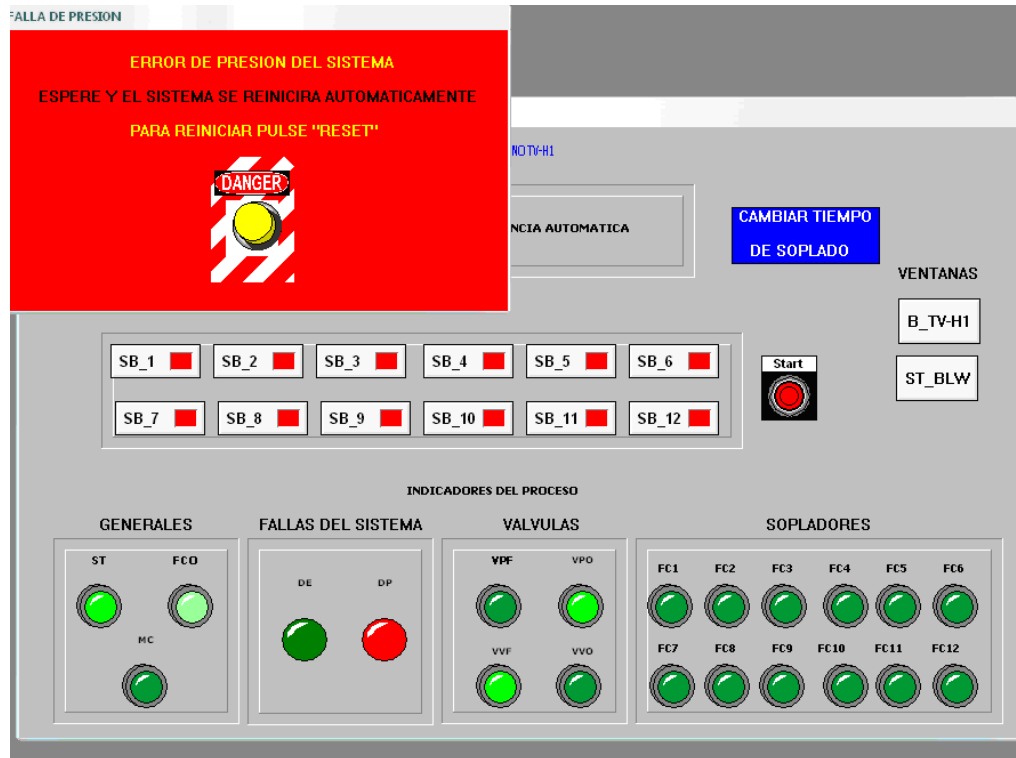 FALLA DE PRESION
ERROR DE PRESION DEL SISTEMA
ESPERE Y EL SISTEMA SE REINICIRA AUTOMATICAMENTE
PARA REINICIAR PULSE "RESET"
DANGER
NO TV-H1
NCIA AUTOMATICA
CAMBIAR TIEMPO
DE SOPLADO
VENTANAS
B_TV-H1
ST_BLW
SB_1 SB_2 SB_3 SB_4 SB_5 SB_6
Start
SB_7 SB_8 SB_9 SB_10 SB_11 SB_12
INDICADORES DEL PROCESO
GENERALES FALLAS DEL SISTEMA VALVULAS SOPLADORES
ST FCO DE DP VPF VPO FC1 FC2 FC3 FC4 FC5 FC6
MC VVF VVO FC7 FC8 FC9 FC10 FC11 FC12